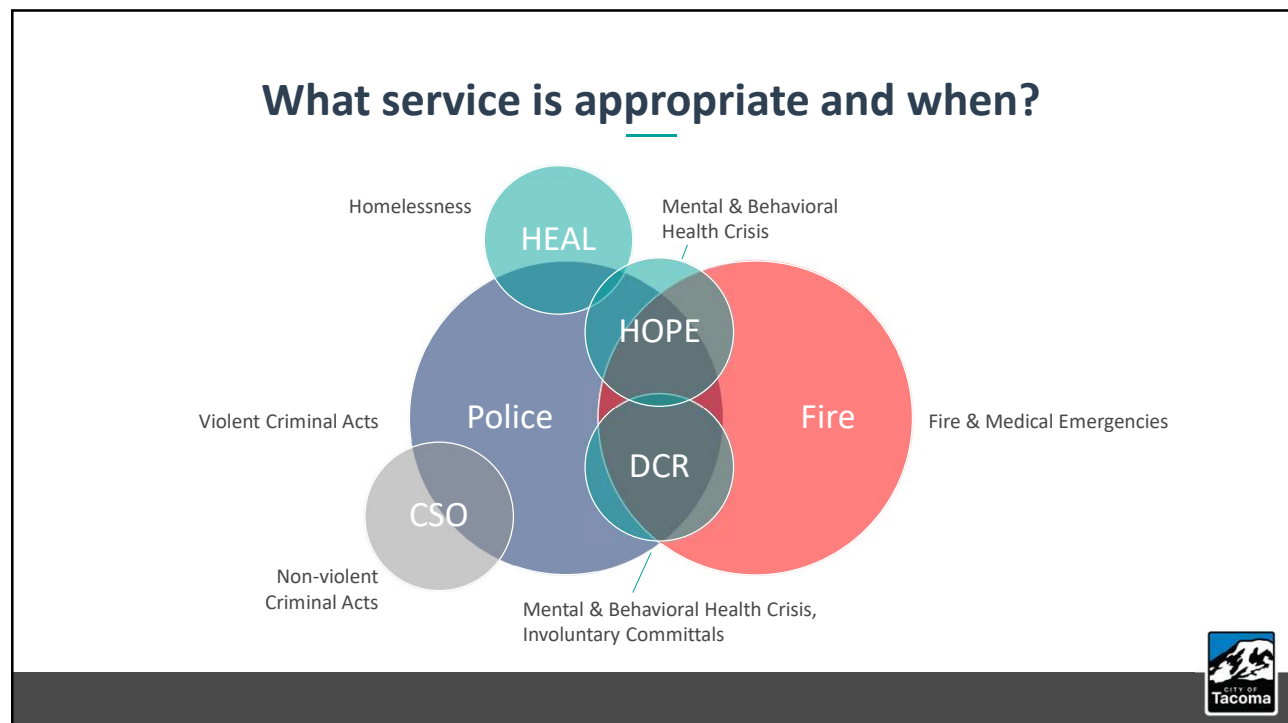 What service is appropriate and when?
Homelessness
HEAL
Mental & Behavioral
Health Crisis
HOPE
Violent Criminal Acts
Police
Fire
Fire & Medical Emergencies
DCR
CSO
Non-violent
Criminal Acts
Mental & Behavioral Health Crisis,
Involuntary Committals
CITY OF
Tacoma